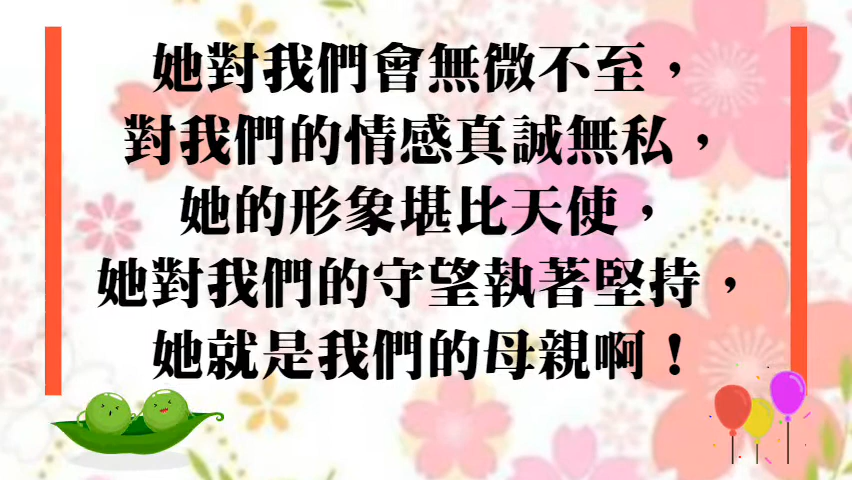 她對我們會無微不至，
對我們的情感真誠無私，
她的形象堪比天使，
她對我們的守望執著堅持，
她就是我們的母親啊！